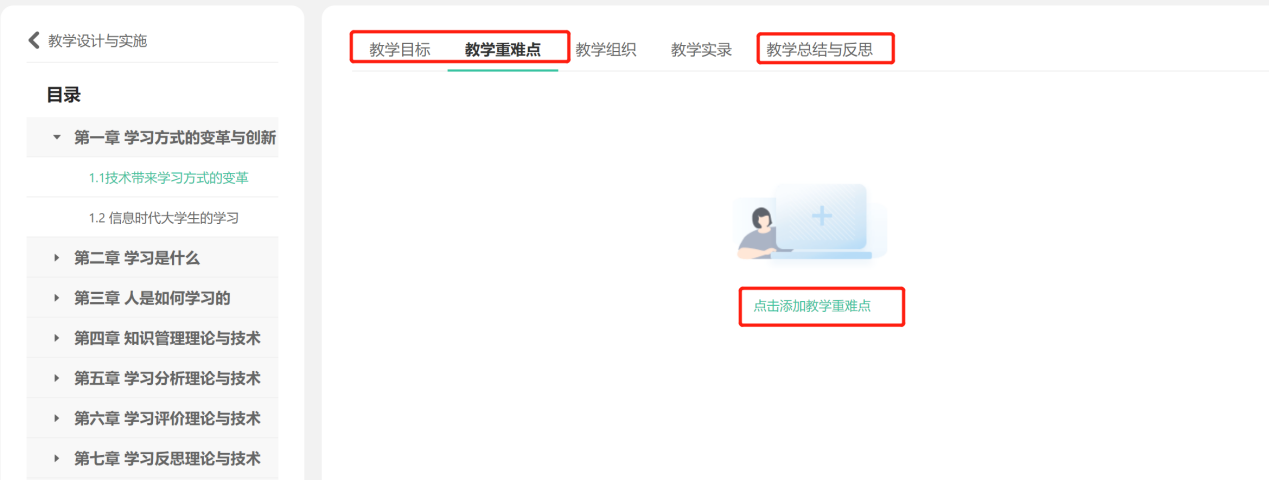 教学设计与实施
目录
第一章 学习方式的变革与创新
1.1技术带来学习方式的变革
1.2 信息时代大学生的学习
第二章 学习是什么
第三章 人是如何学习的
第四章 知识管理理论与技术
第五章 学习分析理论与技术
第六章 学习评价理论与技术
第七章 学习反思理论与技术
教学目标 教学重难点 教学组织 教学实录 教学总结与反思
点击添加教学重难点